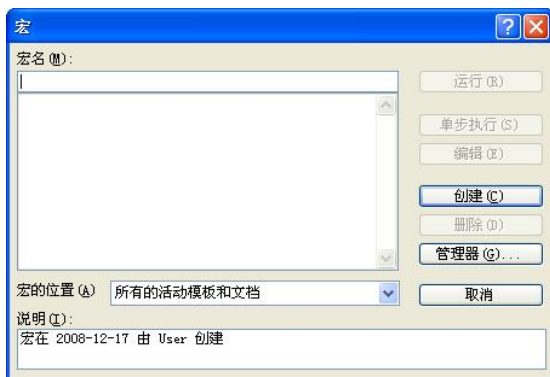 宏
宏名(M):
运行(R)
单步执行(S)
编辑(E)
创建(C)
删除(D)
管理器(G)...
宏的位置(A) 所有的活动模板和文档
取消
说明(I):
宏在 2008-12-17 由 User 创建